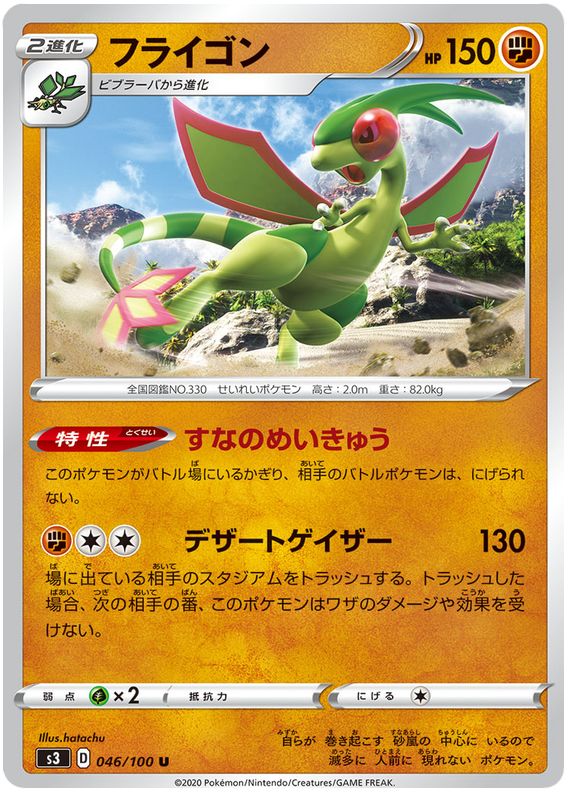 2進化 フライゴン HP150
ビブラーバから進化
全国図鑑NO.330 せいれいポケモン 高さ：2.0m 重さ：82.0kg
特性 とくせい すなのめいきゅう
このポケモンがバトル場にいるかぎり、相手のバトルポケモンは、にげられ
ない。
デザートゲイザー 130
場に出ている相手のスタジアムをトラッシュする。トラッシュした
場合、次の相手の番、このポケモンはワザのダメージや効果を受
けない。
弱点 ×2 抵抗力 にげる
Illus.hatachu
s3 D 046/100 U
自らが 巻き起こす 砂嵐の 中心に いるので
滅多に 人前に 現れない ポケモン。
©2020 Pokémon/Nintendo/Creatures/GAME FREAK.